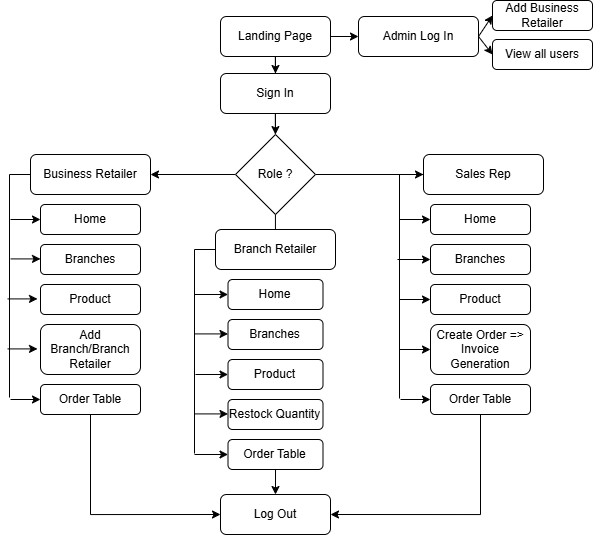 Landing Page
Admin Log In
Add Business
Retailer
View all users
Sign In
Role ?
Business Retailer
Home
Branches
Product
Add
Branch/Branch
Retailer
Order Table
Branch Retailer
Home
Branches
Product
Restock Quantity
Order Table
Sales Rep
Home
Branches
Product
Create Order =>
Invoice
Generation
Order Table
Log Out